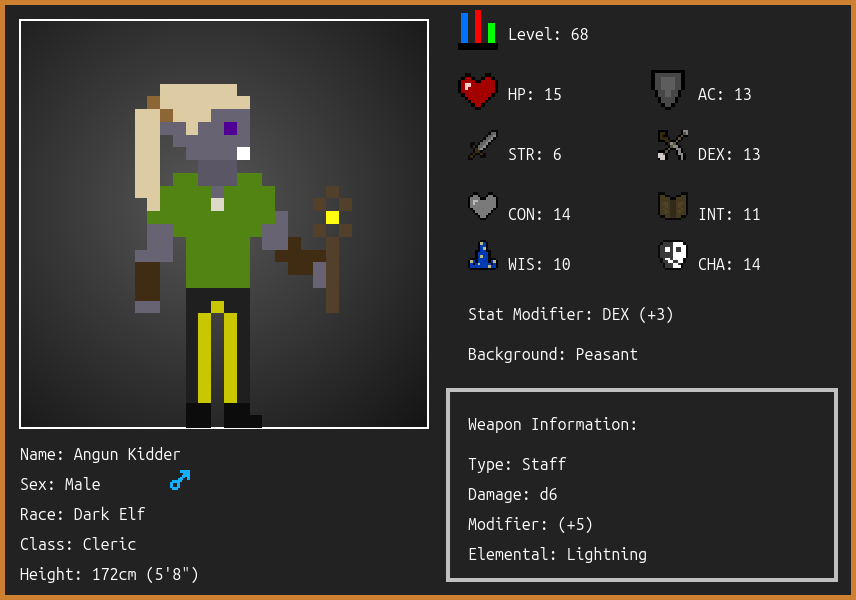 Level: 68
HP: 15
AC: 13
STR: 6
DEX: 13
CON: 14
INT: 11
WIS: 10
CHA: 14
Stat Modifier: DEX (+3)
Background: Peasant
Weapon Information:
Type: Staff
Damage: d6
Modifier: (+5)
Elemental: Lightning
Name: Angun Kidder
Sex: Male
Race: Dark Elf
Class: Cleric
Height: 172cm (5'8")